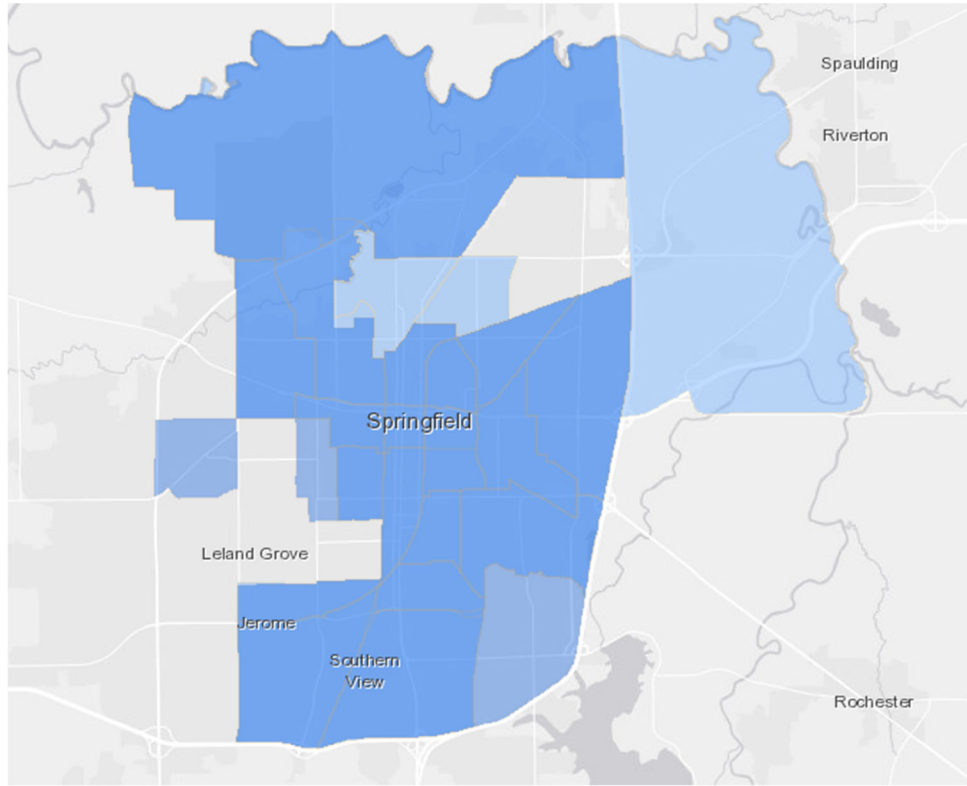 Spaulding
Riverton
Springfield
Leland Grove
Jerome
Southern
View
Rochester